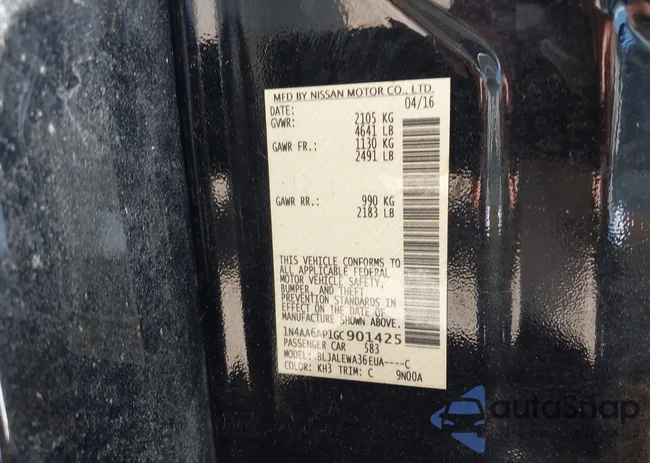 MFD BY NISSAN MOTOR CO., LTD.
DATE: 04/16
GVWR: 2105 KG
4641 LB
GAWR FR.: 1130 KG
2491 LB
GAWR RR.: 990 KG
2183 LB
THIS VEHICLE CONFORMS TO
ALL APPLICABLE FEDERAL
MOTOR VEHICLE SAFETY,
BUMPER, AND THEFT
PREVENTION STANDARDS IN
EFFECT ON THE DATE OF
MANUFACTURE SHOWN ABOVE.
1N4AA6AP1GC901425
PASSENGER CAR 583
MODEL:.BLJALEWA36EUA----C
COLOR: KH3 TRIM: C 9N00A
autoSnap